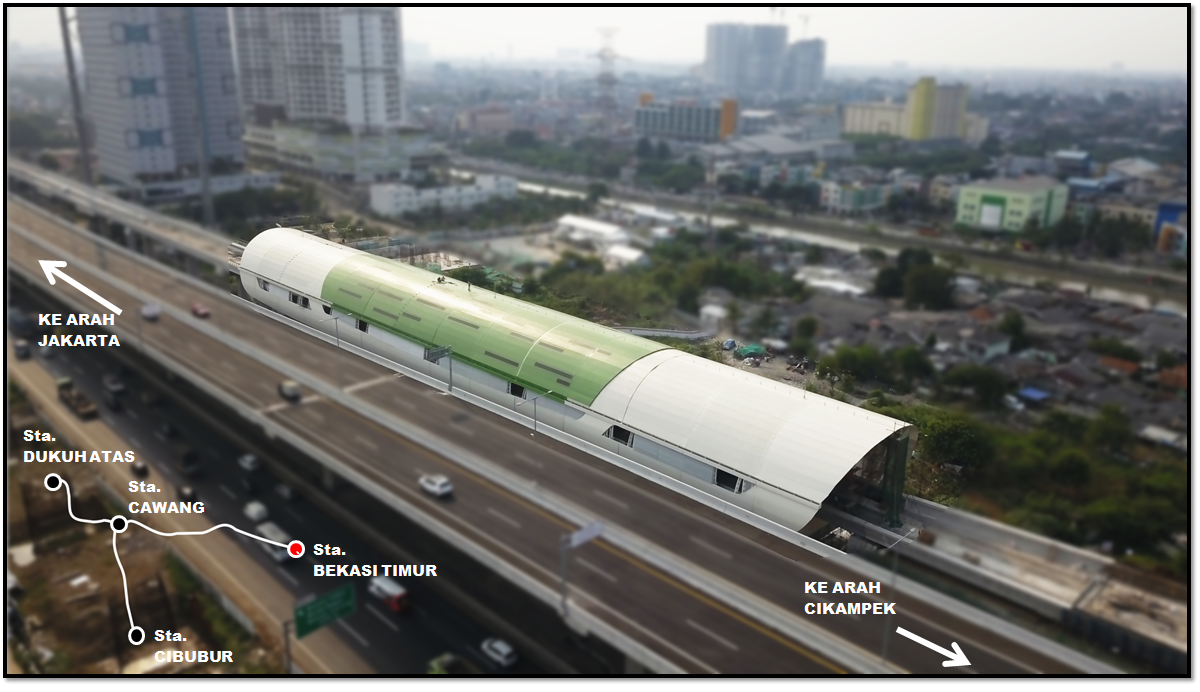 KE ARAH
JAKARTA
Sta.
DUKUH ATAS
Sta.
CAWANG
Sta.
BEKASI TIMUR
Sta.
CIBUBUR
KE ARAH
CIKAMPEK